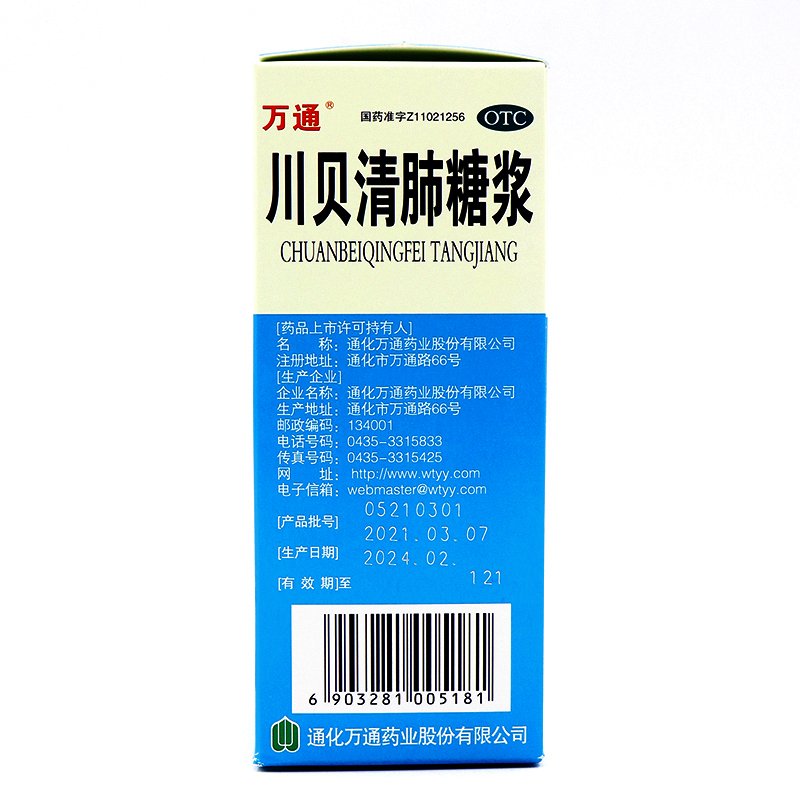 万通®
国药准字Z11021256
OTC
川贝清肺糖浆
CHUANBEIQINGFEI TANGJIANG
[药品上市许可持有人]
名 称：通化万通药业股份有限公司
注册地址：通化市万通路66号
[生产企业]
企业名称：通化万通药业股份有限公司
生产地址：通化市万通路66号
邮政编码：134001
电话号码：0435-3315833
传真号码：0435-3315425
网 址：http://www.wtyy.com
电子信箱：webmaster@wtyy.com
[产品批号] 05210301
[生产日期] 2021.03.07
[有 效 期]至 2024.02.
121
6 903281 005181
通化万通药业股份有限公司